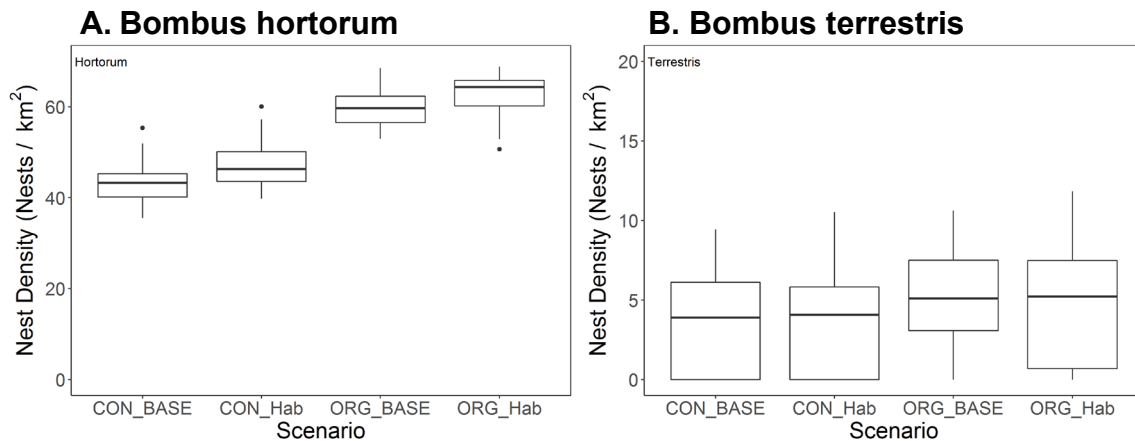 A. Bombus hortorum
Hortorum
Nest Density (Nests / km²)
60
40
20
0
CON_BASE CON_Hab ORG_BASE ORG_Hab
Scenario
B. Bombus terrestris
Terrestris
Nest Density (Nests / km²)
20
15
10
5
0
CON_BASE CON_Hab ORG_BASE ORG_Hab
Scenario